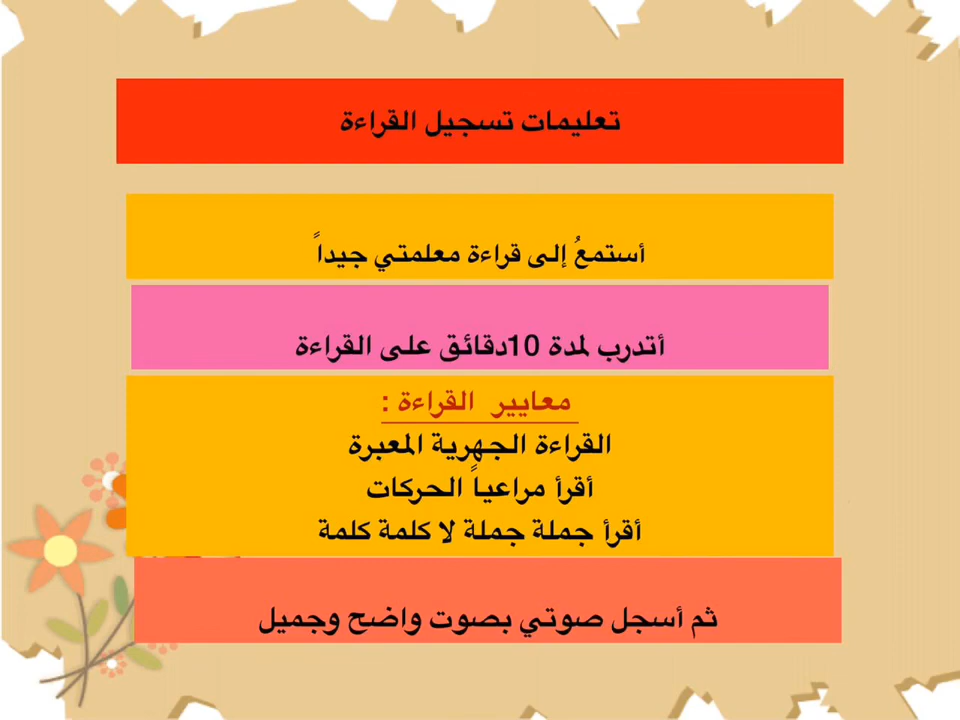 تعليمات تسجيل القراءة
أستمعُ إلى قراءة معلمتي جيداً
أتدرب لمدة 10دقائق على القراءة
معايير القراءة :
القراءة الجهرية المعبرة
أقرأ مراعياً الحركات
أقرأ جملة جملة لا كلمة كلمة
ثم أسجل صوتي بصوت واضح وجميل